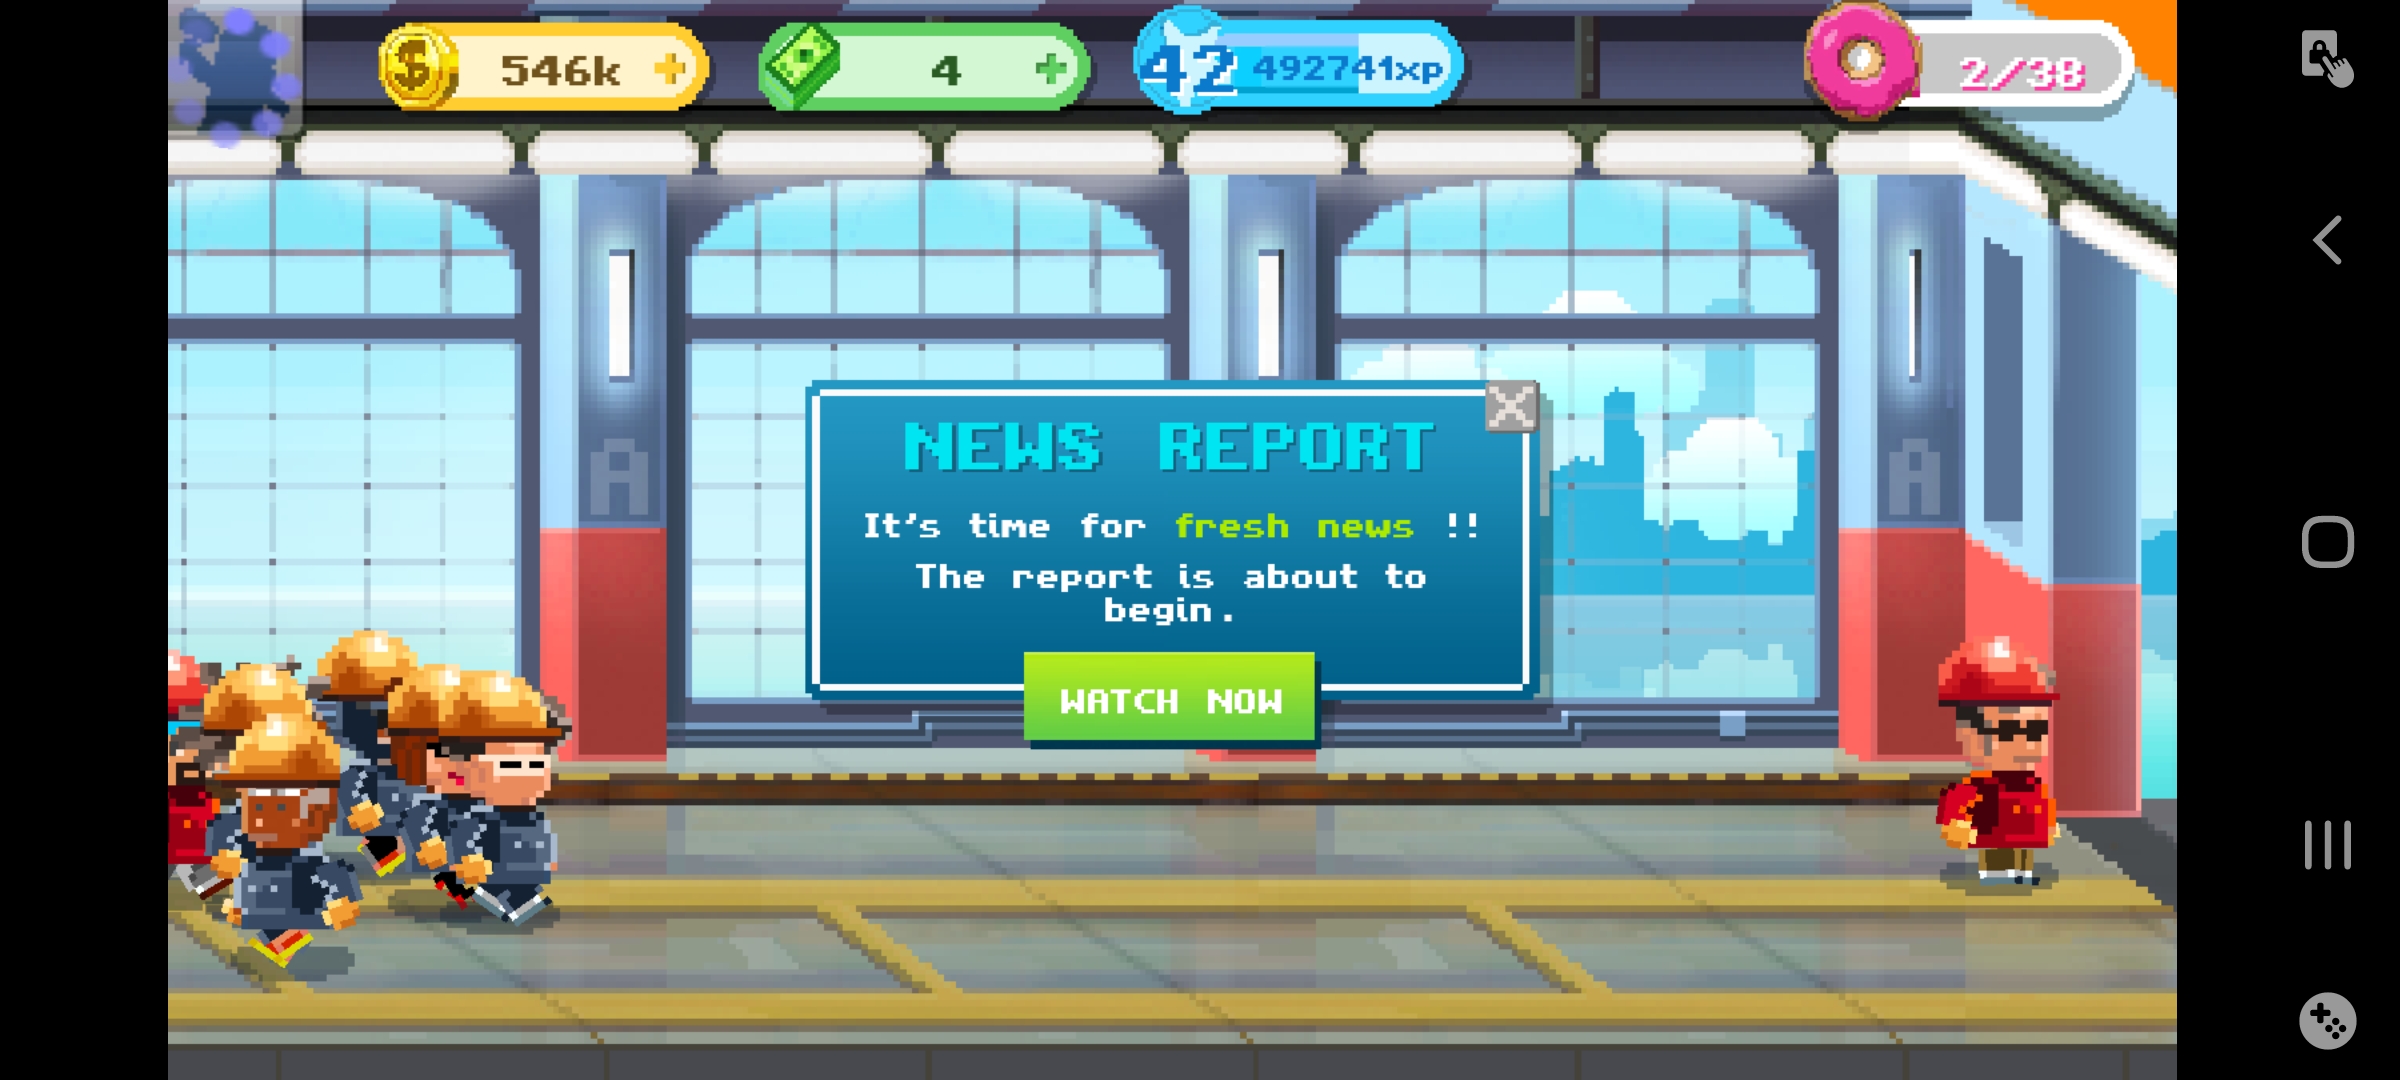 546k +
4 +
42 492741xp
2/38
A
A
NEWS REPORT
It's time for fresh news !!
The report is about to
begin.
WATCH NOW